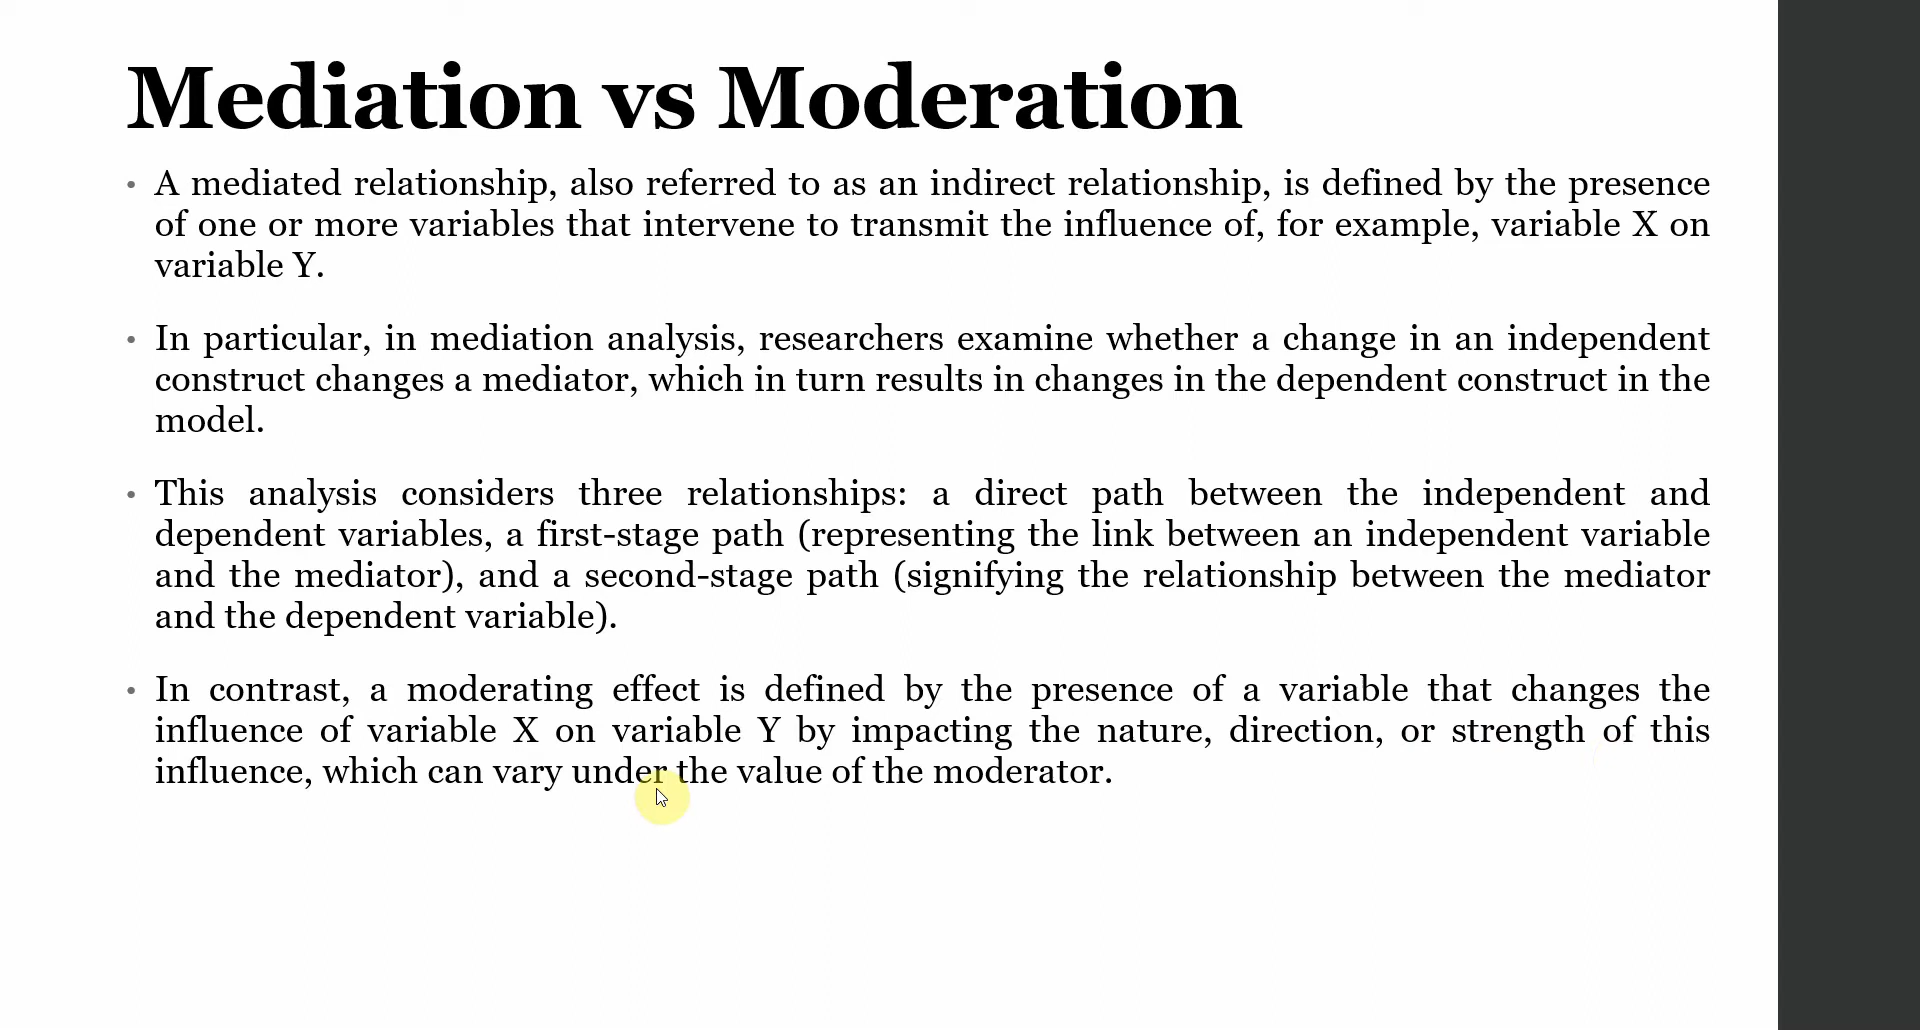 Mediation vs Moderation
• A mediated relationship, also referred to as an indirect relationship, is defined by the presence
of one or more variables that intervene to transmit the influence of, for example, variable X on
variable Y.
• In particular, in mediation analysis, researchers examine whether a change in an independent
construct changes a mediator, which in turn results in changes in the dependent construct in the
model.
• This analysis considers three relationships: a direct path between the independent and
dependent variables, a first-stage path (representing the link between an independent variable
and the mediator), and a second-stage path (signifying the relationship between the mediator
and the dependent variable).
• In contrast, a moderating effect is defined by the presence of a variable that changes the
influence of variable X on variable Y by impacting the nature, direction, or strength of this
influence, which can vary under the value of the moderator.